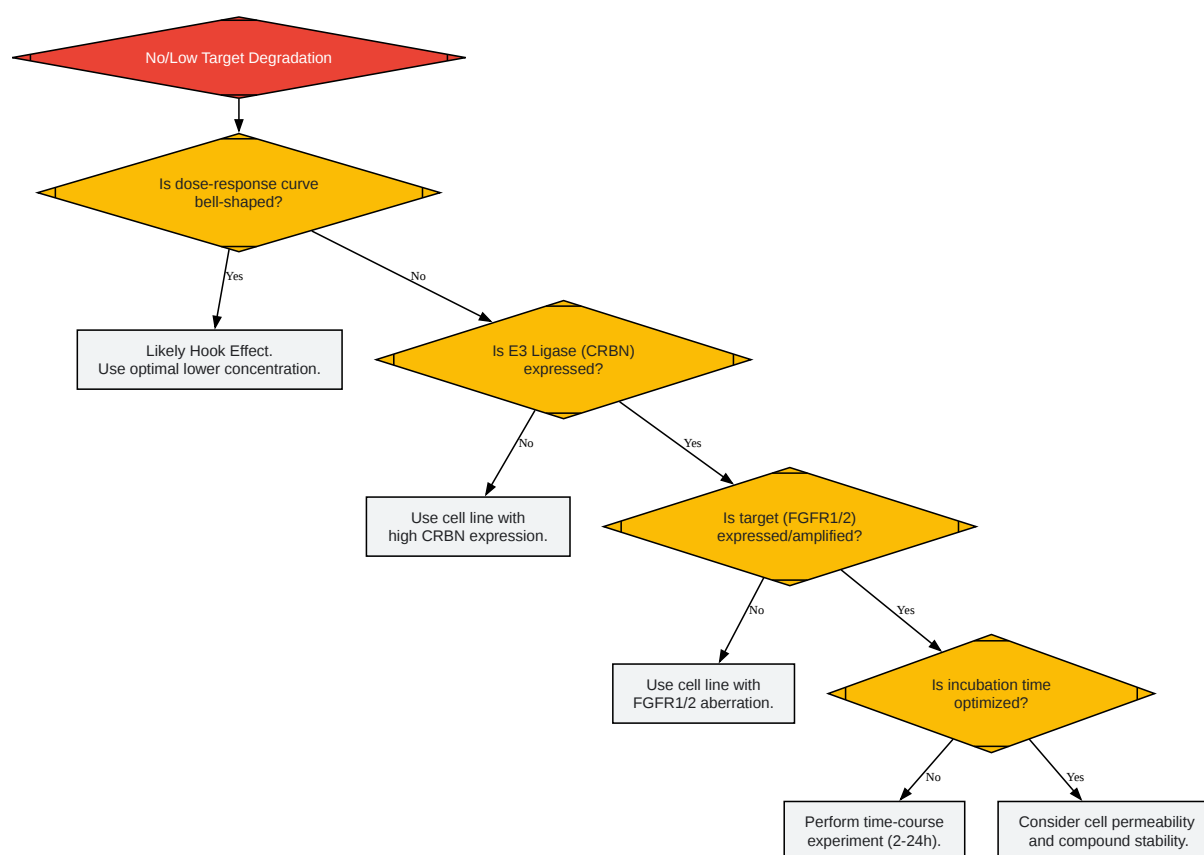 No/Low Target Degradation
Is dose-response curve
bell-shaped?
Yes
No
Likely Hook Effect.
Use optimal lower concentration.
Is E3 Ligase (CRBN)
expressed?
No
Yes
Use cell line with
high CRBN expression.
Is target (FGFR1/2)
expressed/amplified?
No
Yes
Use cell line with
FGFR1/2 aberration.
Is incubation time
optimized?
No
Yes
Perform time-course
experiment (2-24h).
Consider cell permeability
and compound stability.